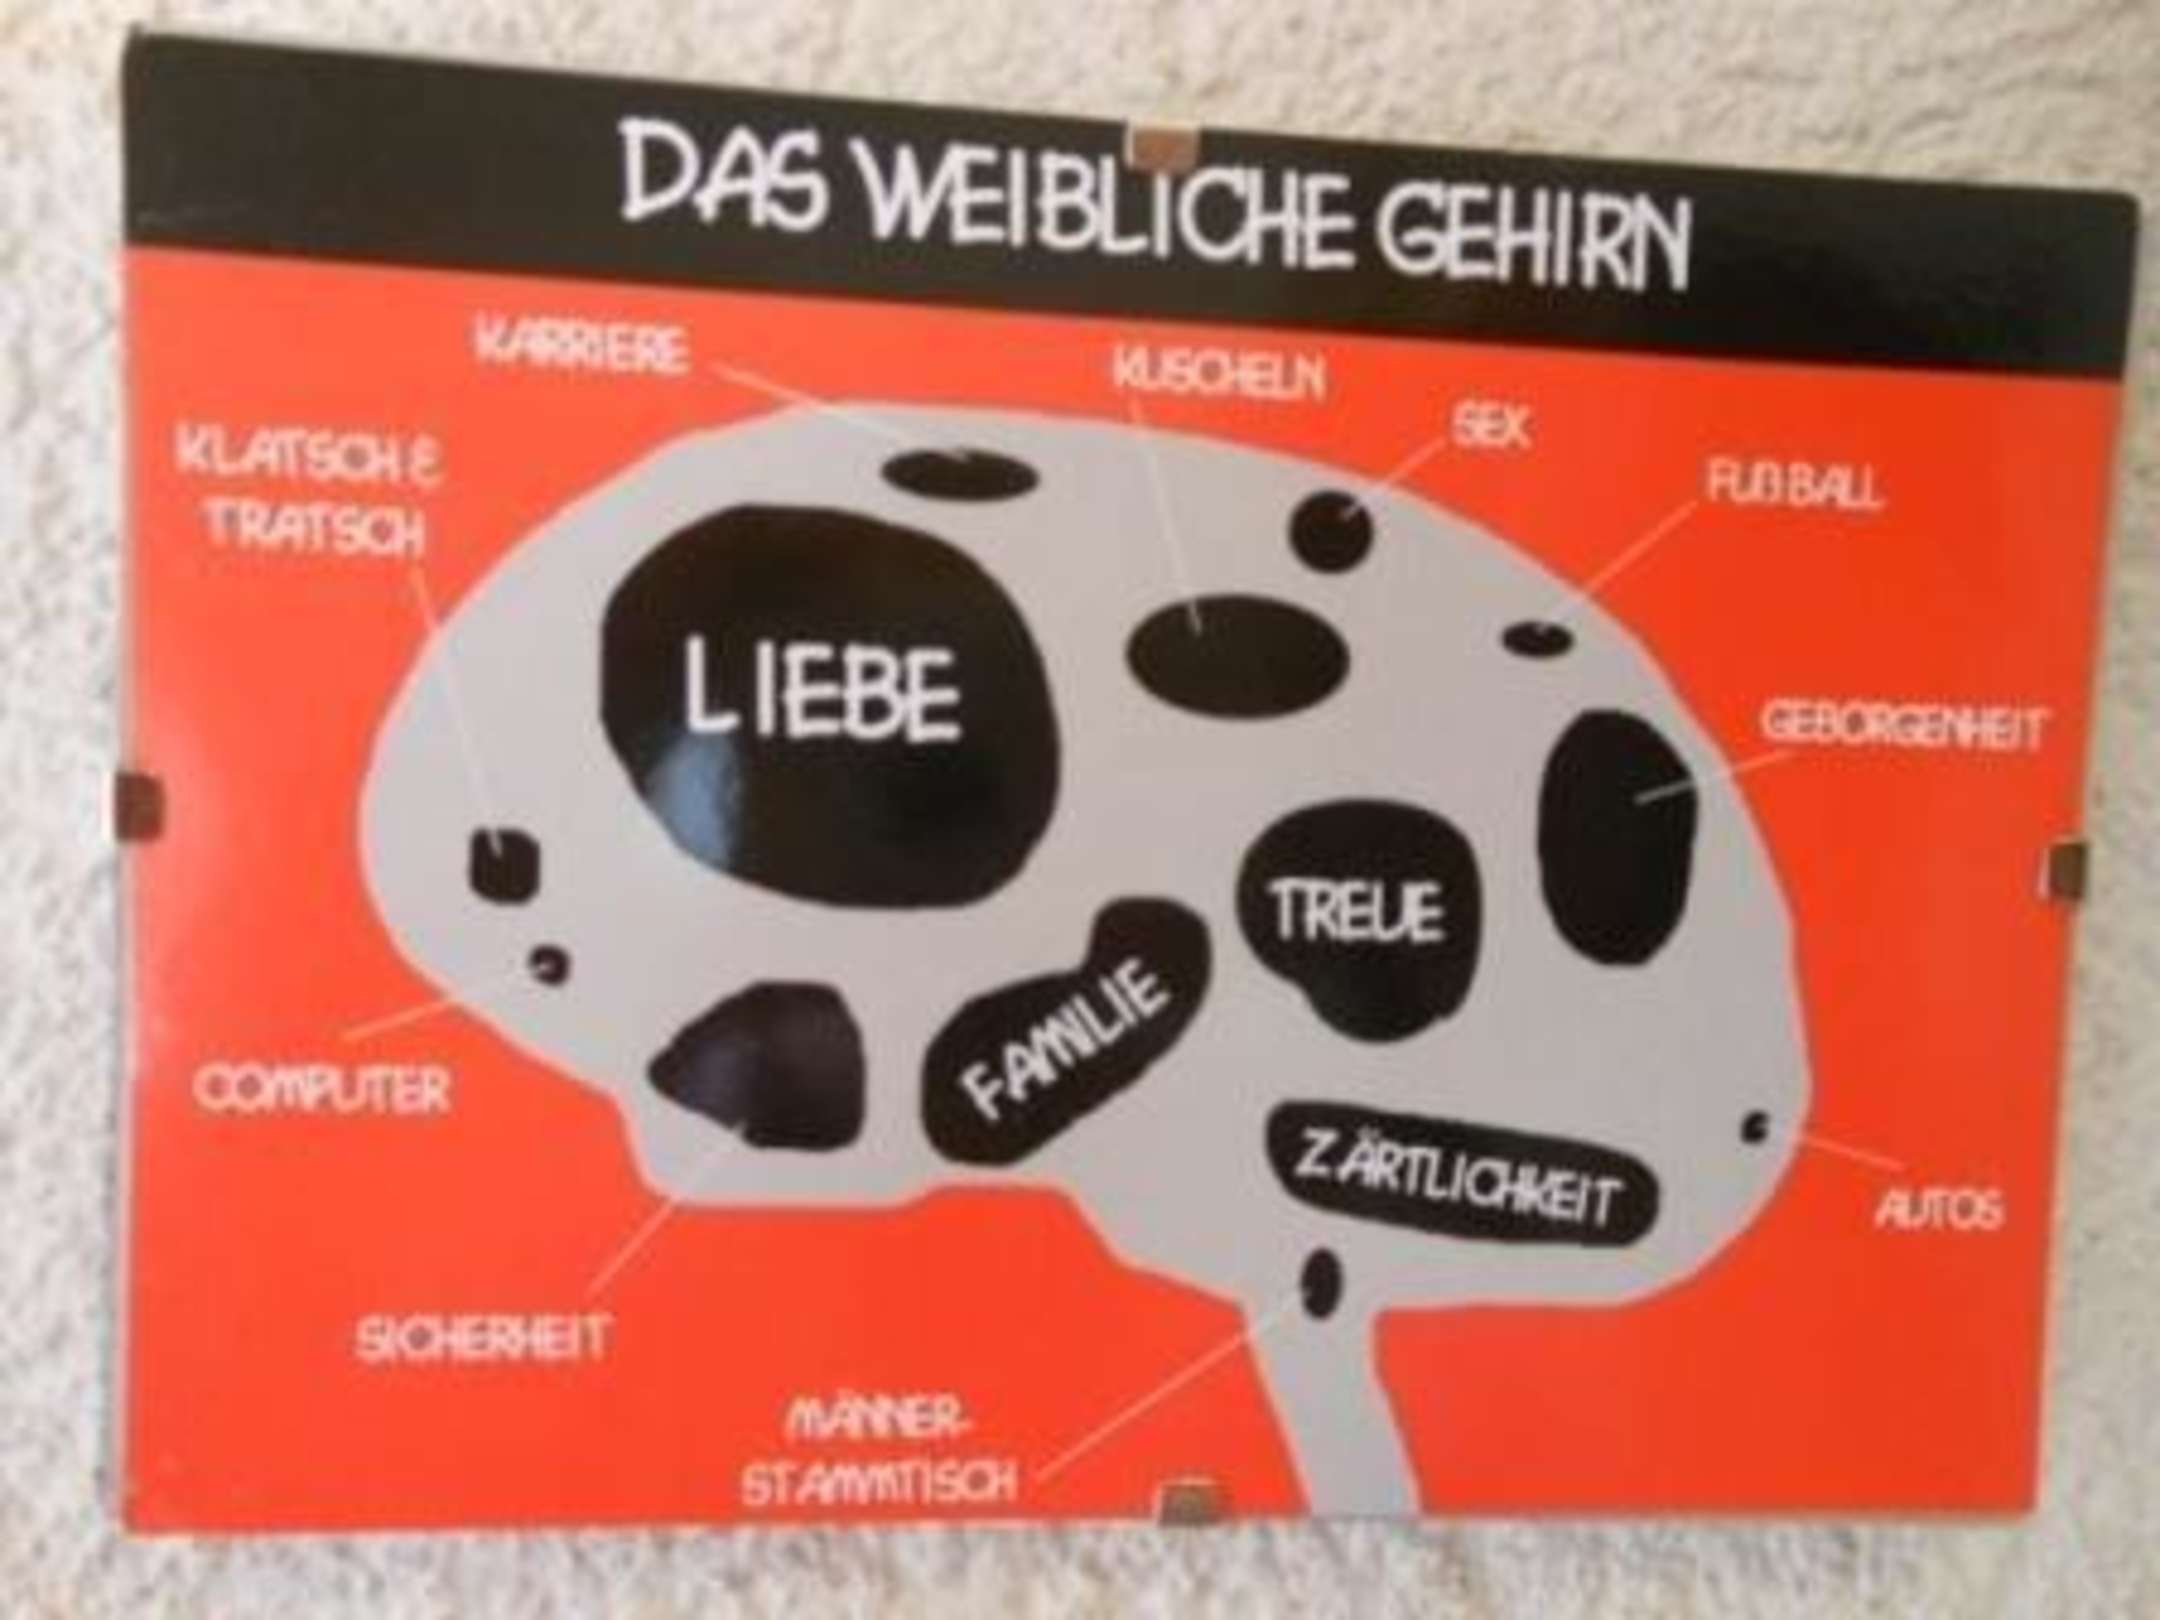 DAS WEIBLICHE GEHIRN
KARRIERE
KUSCHELN
SEX
KLATSCH &
TRATSCH
FUßBALL
LIEBE
GEBORGENHEIT
TREUE
FAMILIE
COMPUTER
ZÄRTLICHKEIT
AUTOS
SICHERHEIT
MÄNNER-
STAMMTISCH